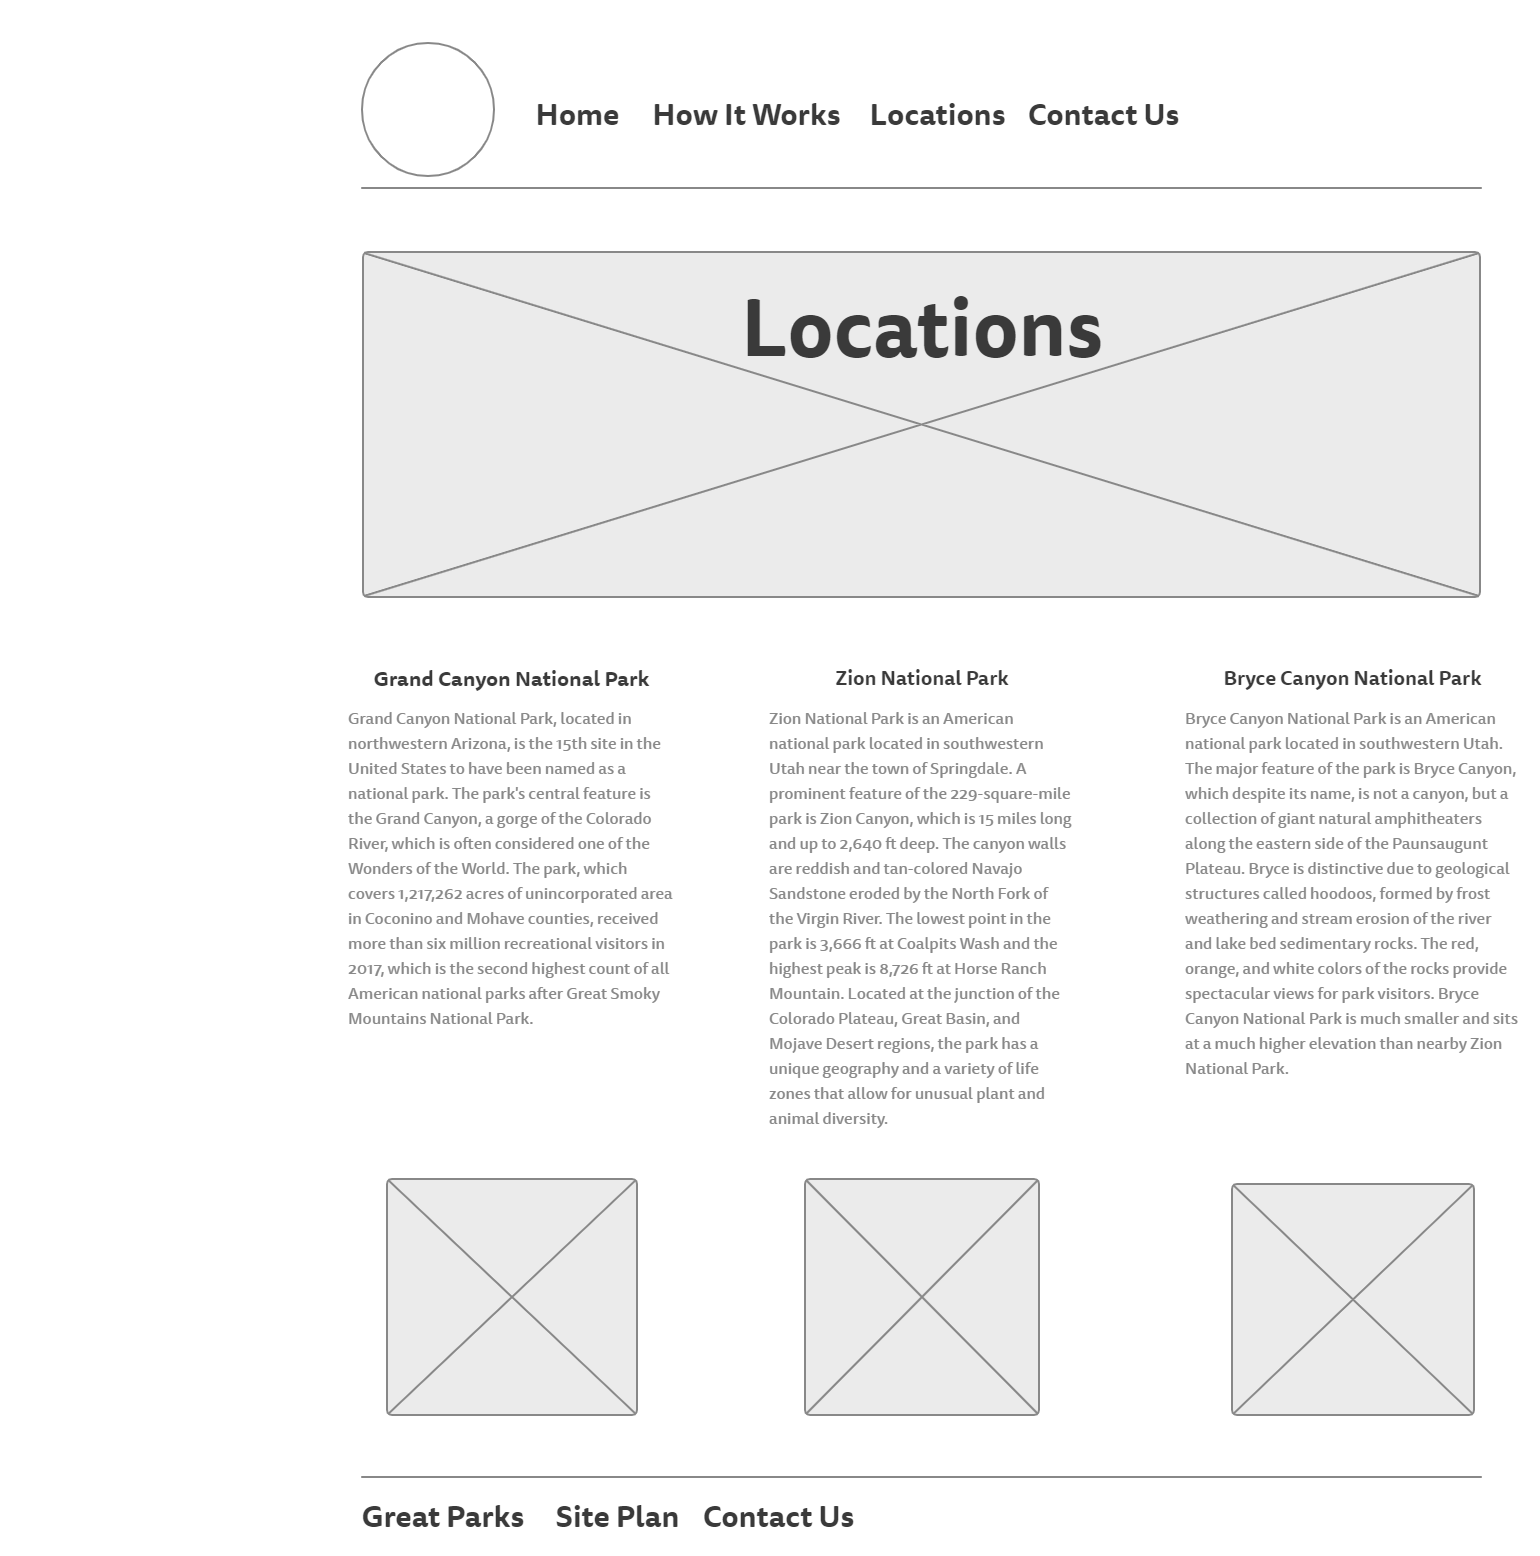 Home How It Works Locations Contact Us
Locations
Grand Canyon National Park
Grand Canyon National Park, located in
northwestern Arizona, is the 15th site in the
United States to have been named as a
national park. The park's central feature is
the Grand Canyon, a gorge of the Colorado
River, which is often considered one of the
Wonders of the World. The park, which
covers 1,217,262 acres of unincorporated area
in Coconino and Mohave counties, received
more than six million recreational visitors in
2017, which is the second highest count of all
American national parks after Great Smoky
Mountains National Park.
Zion National Park
Zion National Park is an American
national park located in southwestern
Utah near the town of Springdale. A
prominent feature of the 229-square-mile
park is Zion Canyon, which is 15 miles long
and up to 2,640 ft deep. The canyon walls
are reddish and tan-colored Navajo
Sandstone eroded by the North Fork of
the Virgin River. The lowest point in the
park is 3,666 ft at Coalpits Wash and the
highest peak is 8,726 ft at Horse Ranch
Mountain. Located at the junction of the
Colorado Plateau, Great Basin, and
Mojave Desert regions, the park has a
unique geography and a variety of life
zones that allow for unusual plant and
animal diversity.
Bryce Canyon National Park
Bryce Canyon National Park is an American
national park located in southwestern Utah.
The major feature of the park is Bryce Canyon,
which despite its name, is not a canyon, but a
collection of giant natural amphitheaters
along the eastern side of the Paunsaugunt
Plateau. Bryce is distinctive due to geological
structures called hoodoos, formed by frost
weathering and stream erosion of the river
and lake bed sedimentary rocks. The red,
orange, and white colors of the rocks provide
spectacular views for park visitors. Bryce
Canyon National Park is much smaller and sits
at a much higher elevation than nearby Zion
National Park.
Great Parks Site Plan Contact Us